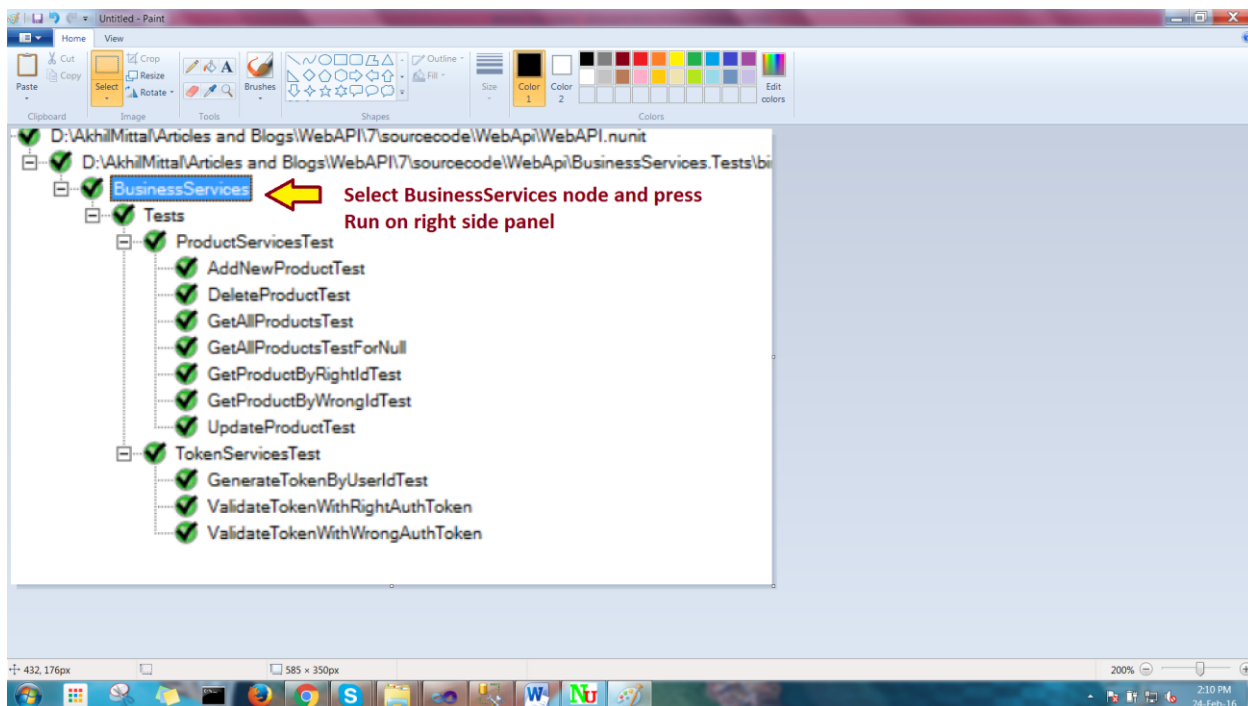 Untitled - Paint
Home View
Cut
Copy
Paste
Clipboard
Crop
Resize
Rotate
Select
Image
A
Tools
Brushes
Outline
Fill
Shapes
Size
Color 1
Color 2
Edit colors
Colors
D:\AkhilMittal\Articles and Blogs\WebAPI\7\sourcecode\WebApi\WebAPI.nunit
D:\AkhilMittal\Articles and Blogs\WebAPI\7\sourcecode\WebApi\BusinessServices.Tests\bi
BusinessServices
Select BusinessServices node and press
Run on right side panel
Tests
ProductServicesTest
AddNewProductTest
DeleteProductTest
GetAllProductsTest
GetAllProductsTestForNull
GetProductByRightIdTest
GetProductByWrongIdTest
UpdateProductTest
TokenServicesTest
GenerateTokenByUserIdTest
ValidateTokenWithRightAuthToken
ValidateTokenWithWrongAuthToken
432, 176px
585 × 350px
200%
S
W
Nu
2:10 PM
24-Feb-16